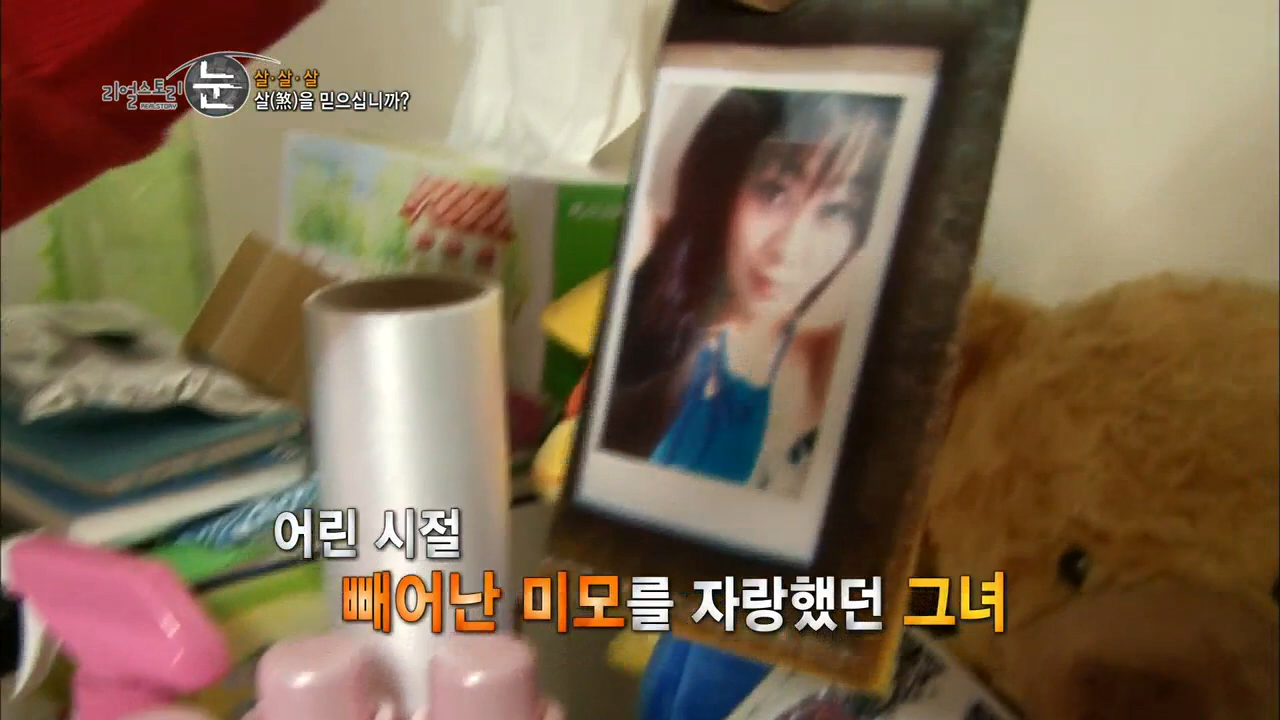 리얼스토리 눈
REALSTORY
살·살·살
살(煞)을 믿으십니까?
어린 시절
빼어난 미모를 자랑했던 그녀